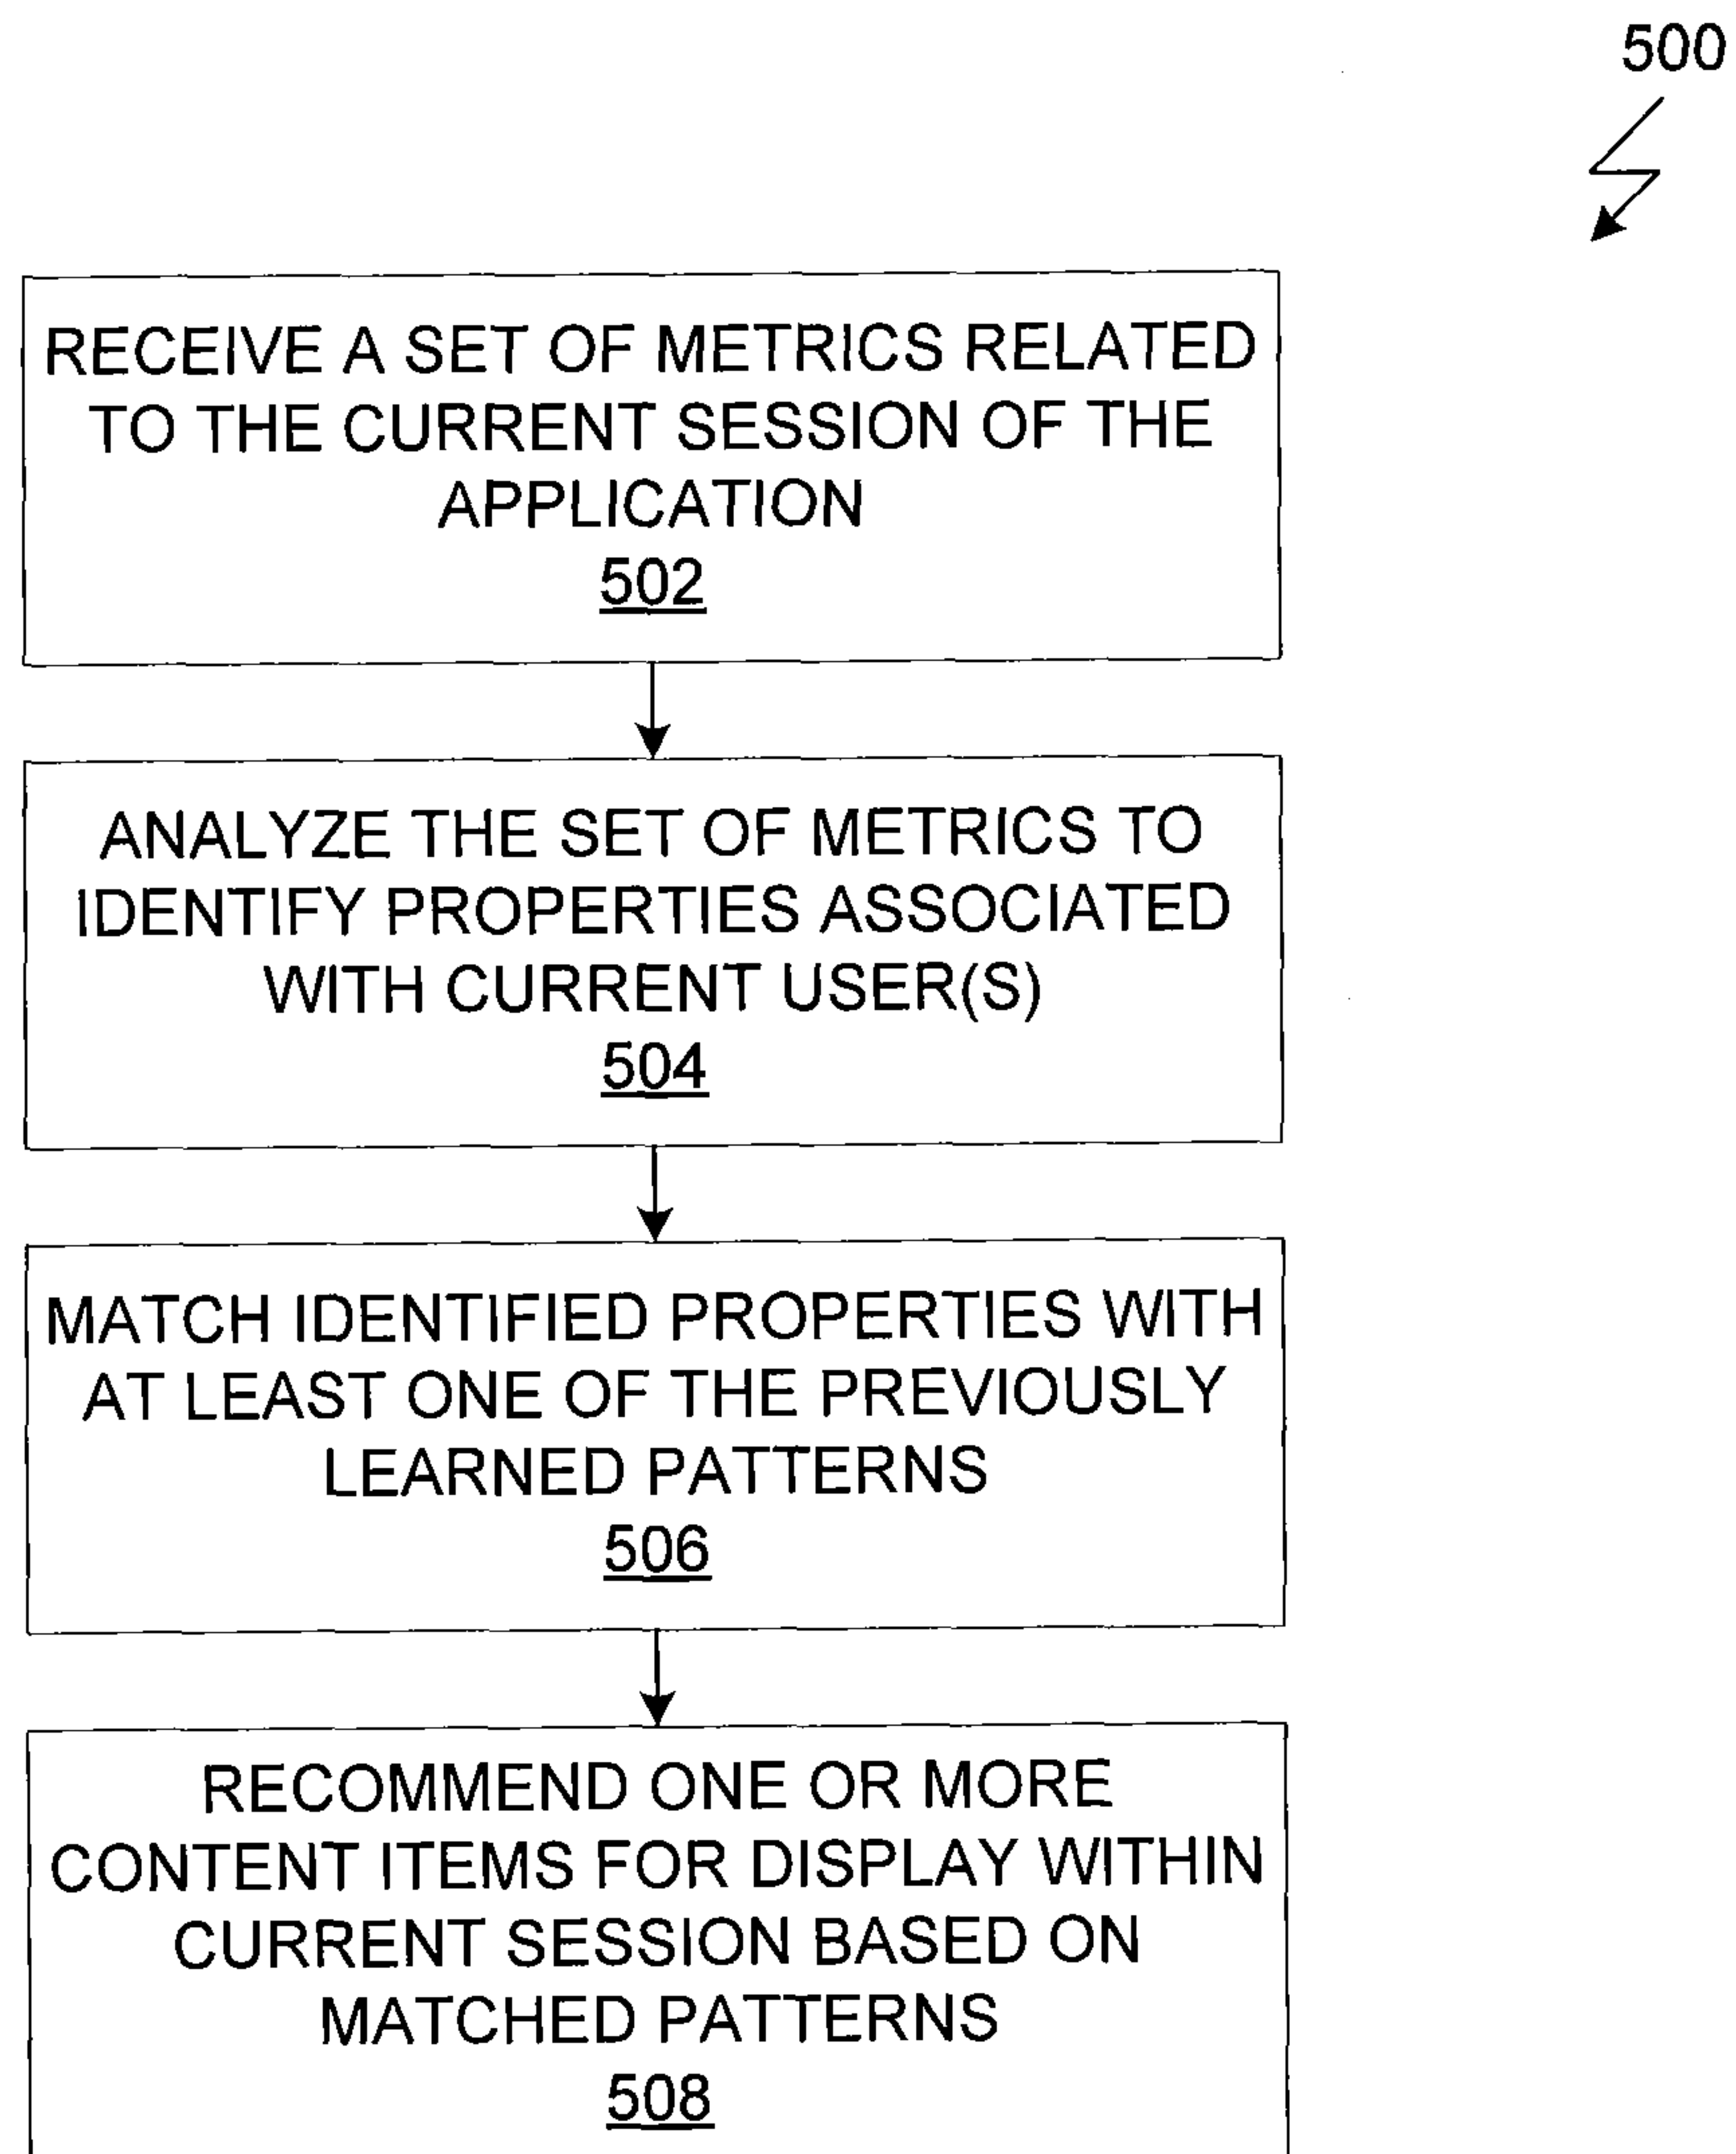 500
RECEIVE A SET OF METRICS RELATED
TO THE CURRENT SESSION OF THE
APPLICATION
502
ANALYZE THE SET OF METRICS TO
IDENTIFY PROPERTIES ASSOCIATED
WITH CURRENT USER(S)
504
MATCH IDENTIFIED PROPERTIES WITH
AT LEAST ONE OF THE PREVIOUSLY
LEARNED PATTERNS
506
RECOMMEND ONE OR MORE
CONTENT ITEMS FOR DISPLAY WITHIN
CURRENT SESSION BASED ON
MATCHED PATTERNS
508